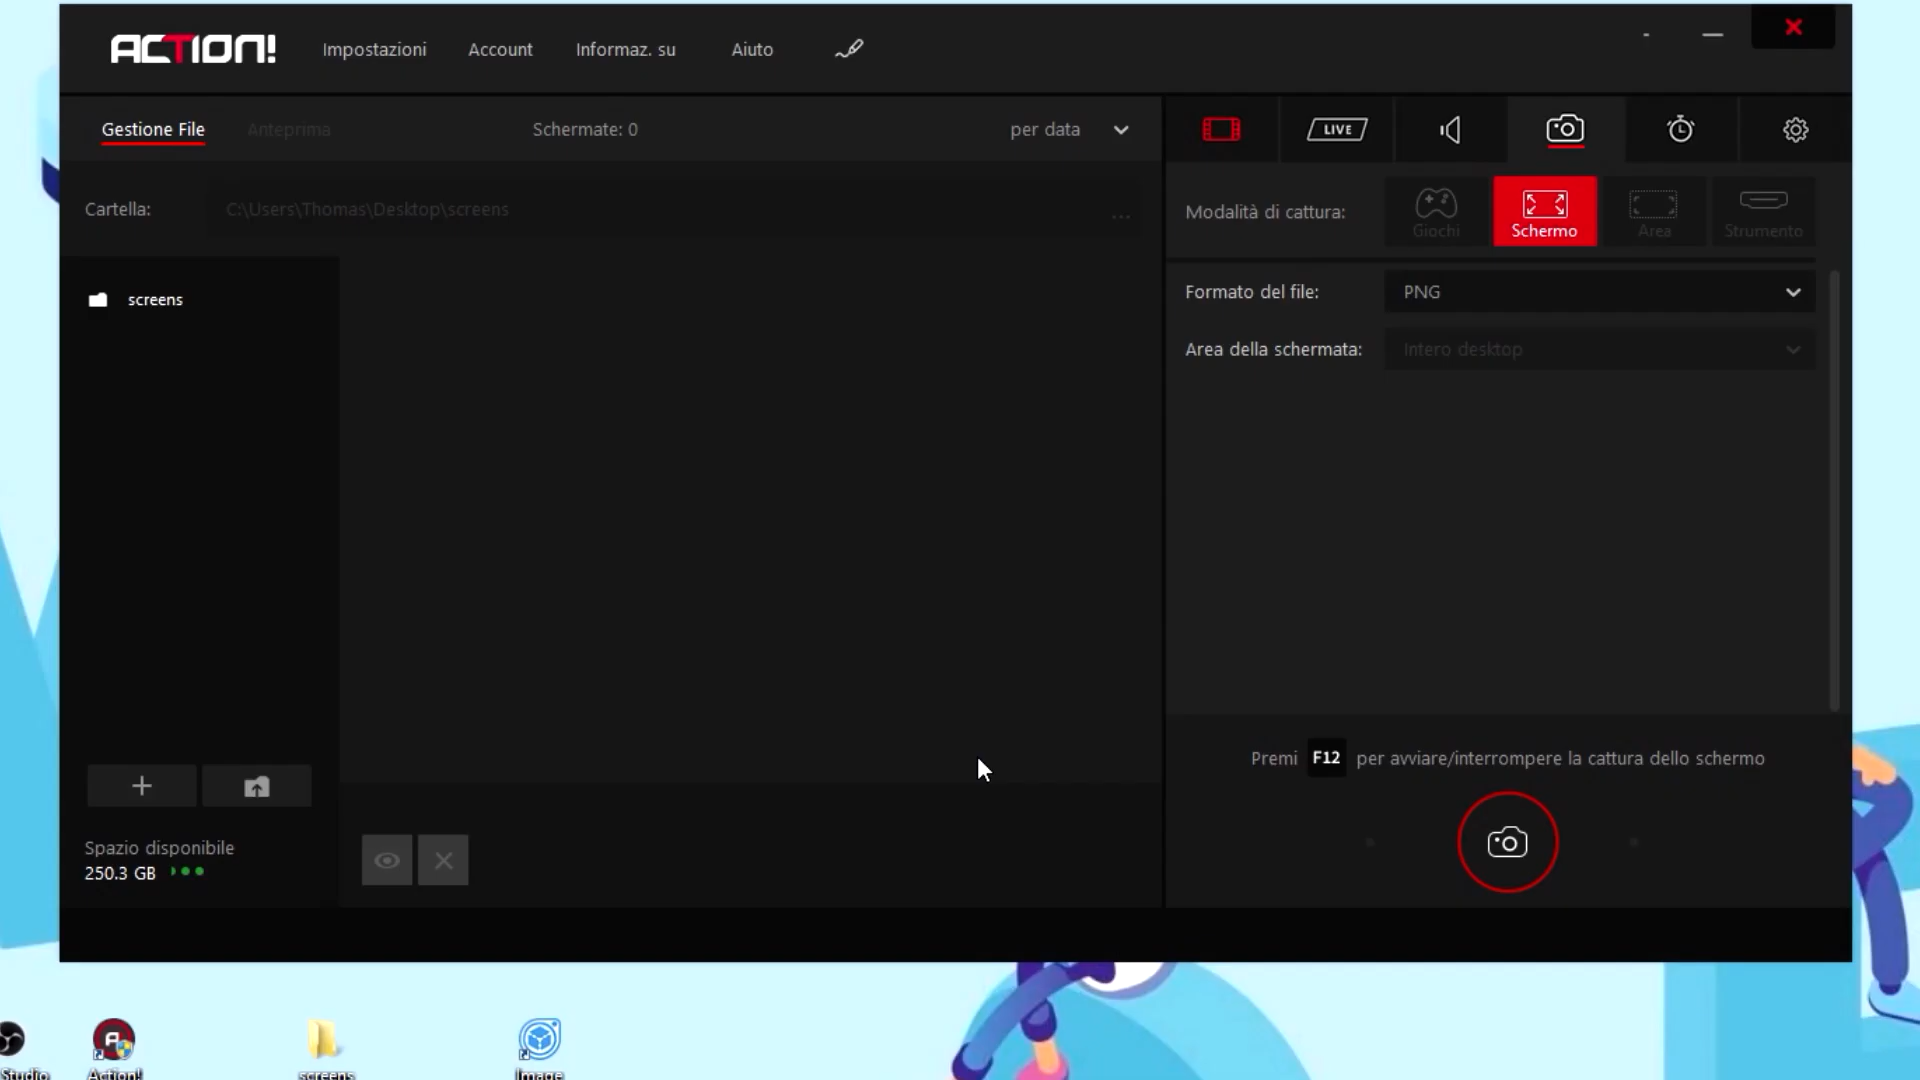 ACTION!
Impostazioni
Account
Informaz. su
Aiuto
Gestione File
Anteprima
Schermate: 0
per data
LIVE
Cartella:
C:\Users\Thomas\Desktop\screens
...
Modalità di cattura:
Giochi
Schermo
Area
Strumento
screens
Formato del file:
PNG
Area della schermata:
Intero desktop
Premi F12 per avviare/interrompere la cattura dello schermo
Spazio disponibile
250.3 GB
Studio
Action!
screens
Image